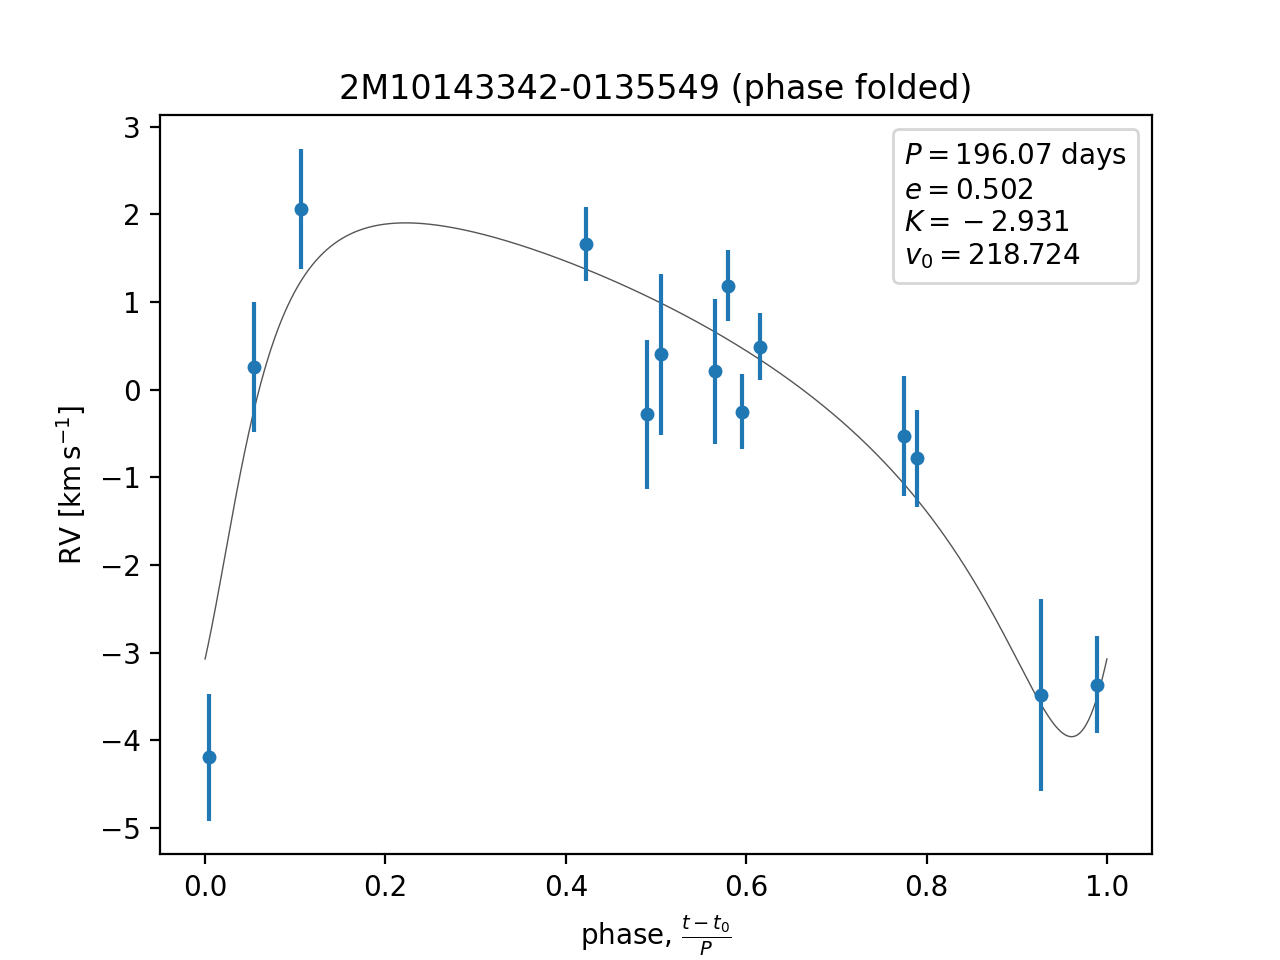 2M10143342-0135549 (phase folded)
P = 196.07 days
e = 0.502
K = −2.931
v₀ = 218.724
RV [km s⁻¹]
3
2
1
0
−1
−2
−3
−4
−5
0.0 0.2 0.4 0.6 0.8 1.0
phase, (t − t₀)/P